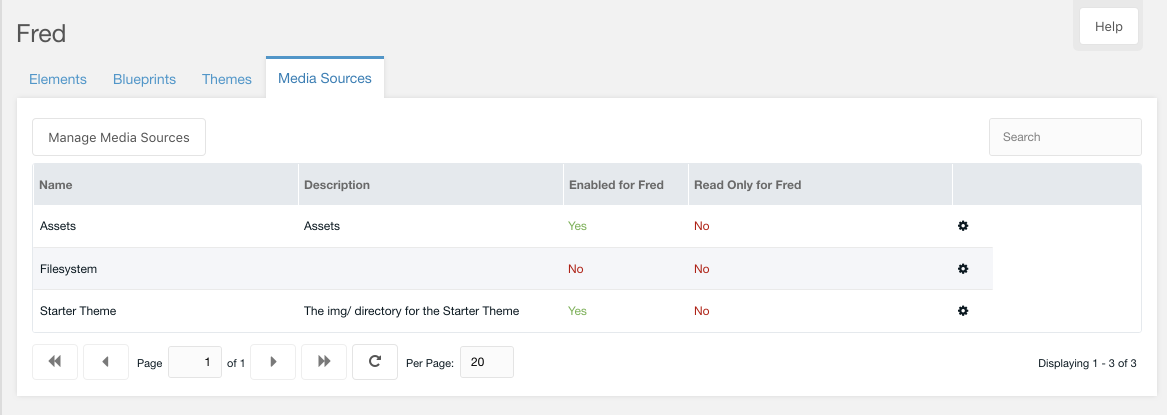 Fred
Help
Elements Blueprints Themes Media Sources
Manage Media Sources Search
Name Description Enabled for Fred Read Only for Fred
Assets Assets Yes No
Filesystem No No
Starter Theme The img/ directory for the Starter Theme Yes No
Page 1 of 1 Per Page: 20 Displaying 1 - 3 of 3